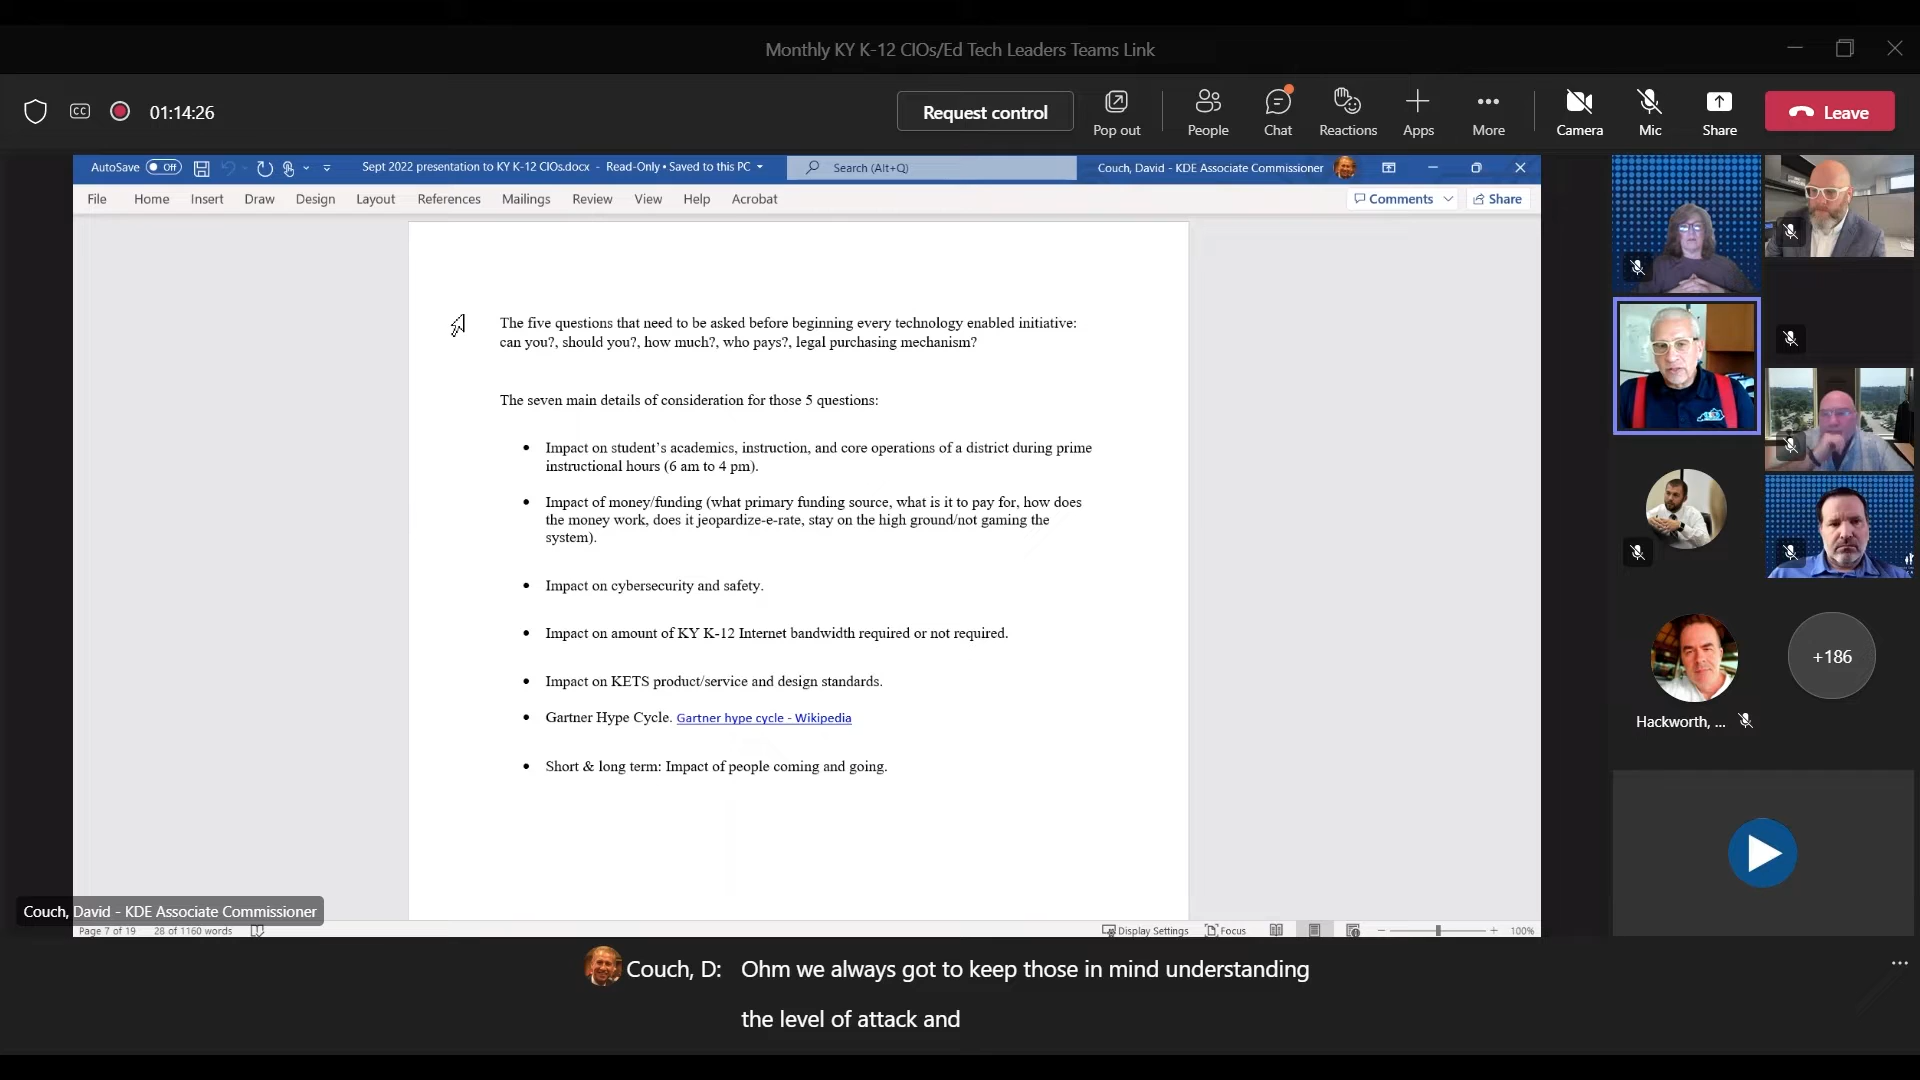 Monthly KY K-12 CIOs/Ed Tech Leaders Teams Link
CC
01:14:26
Request control
Pop out
People
Chat
Reactions
Apps
More
Camera
Mic
Share
Leave
AutoSave Off
Sept 2022 presentation to KY K-12 CIOs.docx - Read-Only • Saved to this PC
Search (Alt+Q)
Couch, David - KDE Associate Commissioner
File Home Insert Draw Design Layout References Mailings Review View Help Acrobat
Comments
Share
The five questions that need to be asked before beginning every technology enabled initiative:
can you?, should you?, how much?, who pays?, legal purchasing mechanism?
The seven main details of consideration for those 5 questions:
• Impact on student’s academics, instruction, and core operations of a district during prime
instructional hours (6 am to 4 pm).
• Impact of money/funding (what primary funding source, what is it to pay for, how does
the money work, does it jeopardize-e-rate, stay on the high ground/not gaming the
system).
• Impact on cybersecurity and safety.
• Impact on amount of KY K-12 Internet bandwidth required or not required.
• Impact on KETS product/service and design standards.
• Gartner Hype Cycle. Gartner hype cycle - Wikipedia
• Short & long term: Impact of people coming and going.
+186
Hackworth, ...
Couch, David - KDE Associate Commissioner
Page 7 of 19 28 of 1160 words
Display Settings Focus
100%
Couch, D: Ohm we always got to keep those in mind understanding
the level of attack and